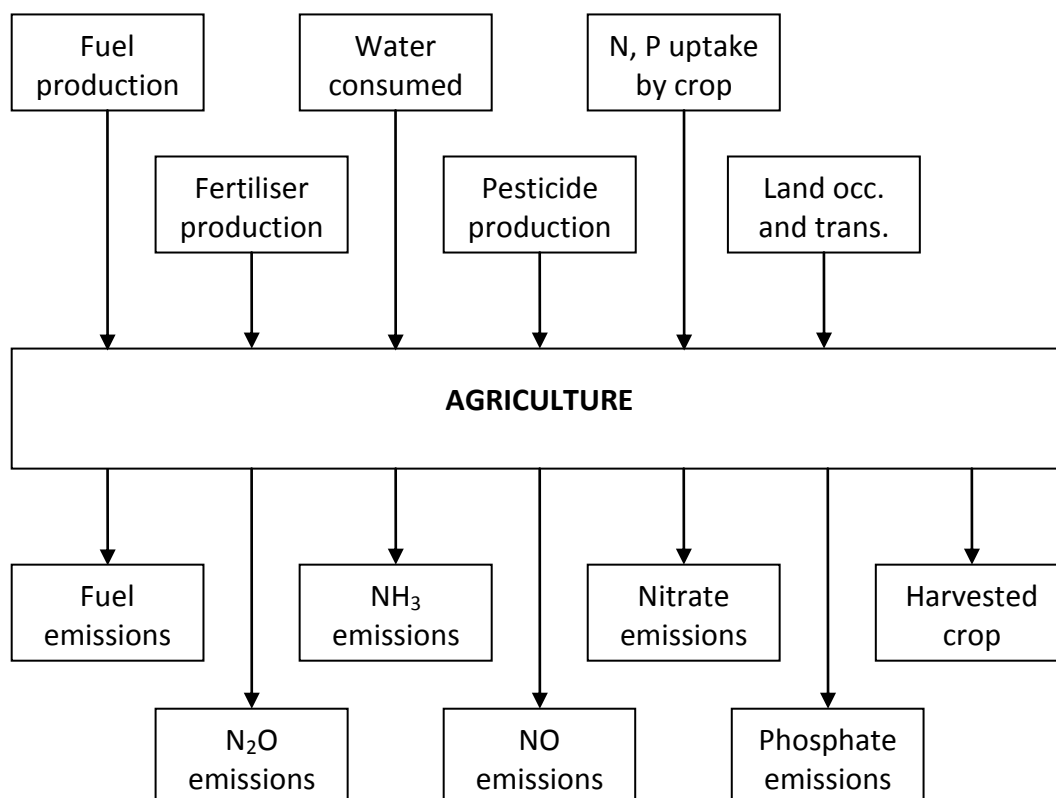 Fuel
production
Water
consumed
N, P uptake
by crop
Fertiliser
production
Pesticide
production
Land occ.
and trans.
AGRICULTURE
Fuel
emissions
NH₃
emissions
Nitrate
emissions
Harvested
crop
N₂O
emissions
NO
emissions
Phosphate
emissions